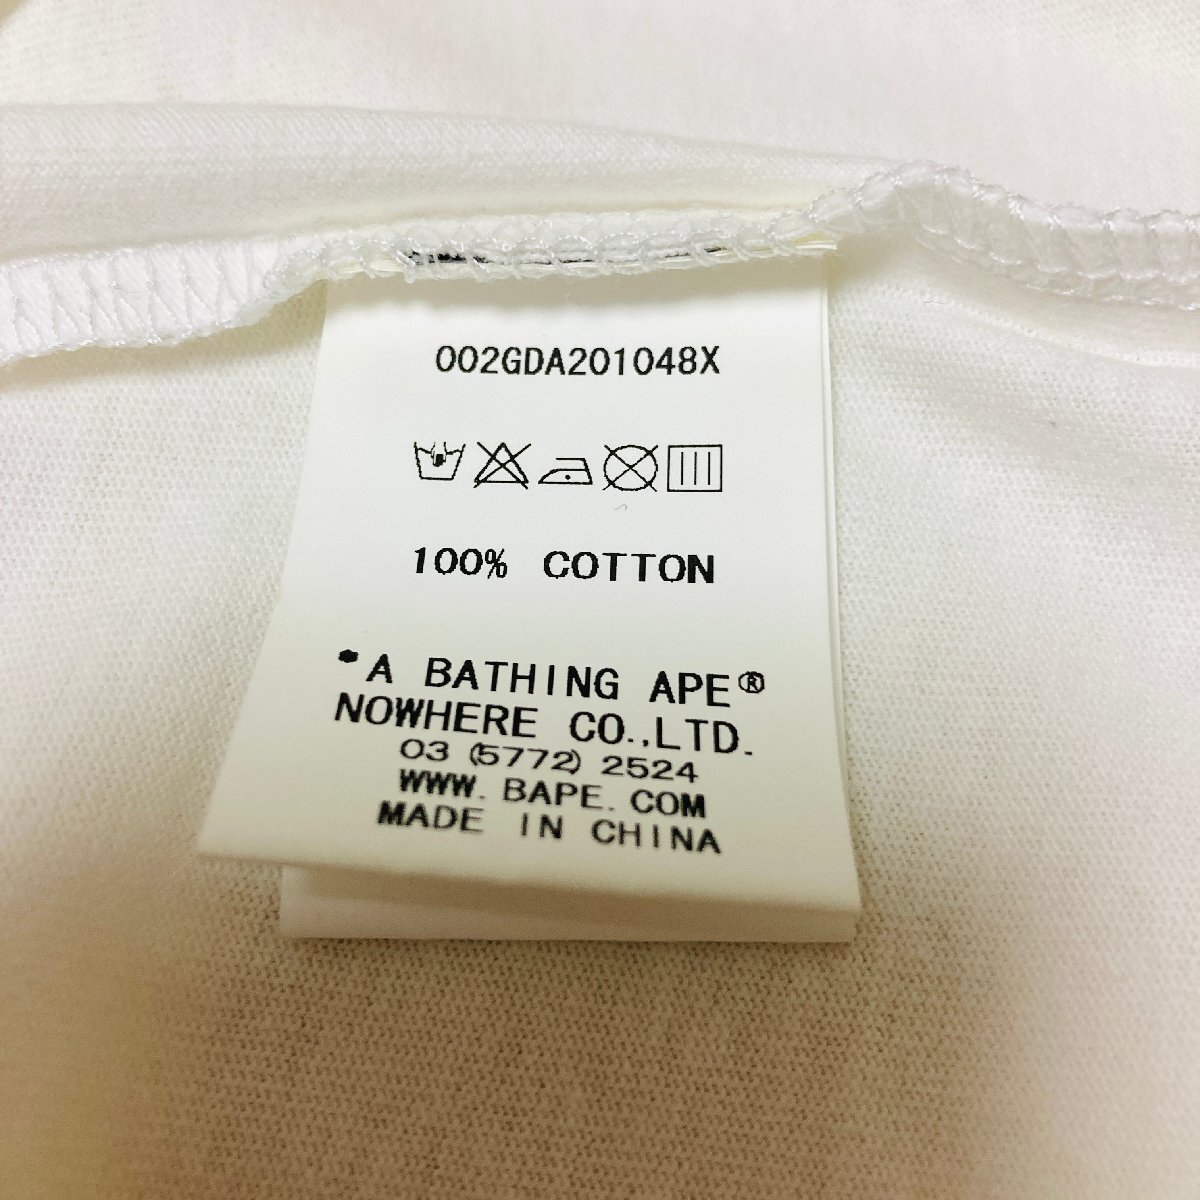 002GDA201048X
100% COTTON
*A BATHING APE®
NOWHERE CO.,LTD.
03 (5772) 2524
WWW. BAPE. COM
MADE IN CHINA